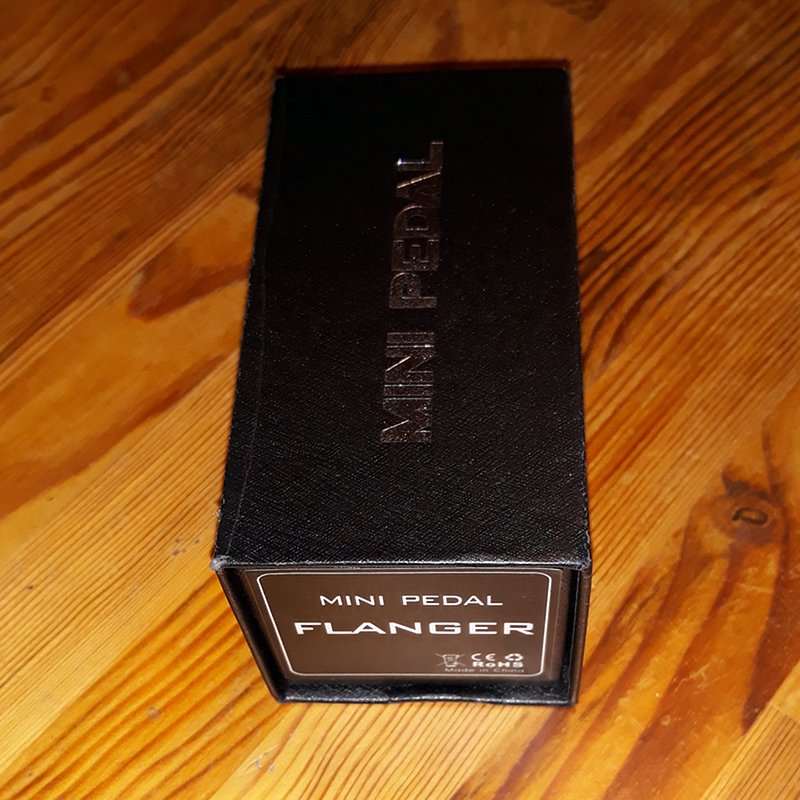 MINI PEDAL
MINI PEDAL
FLANGER
CE
RoHS
Made in China